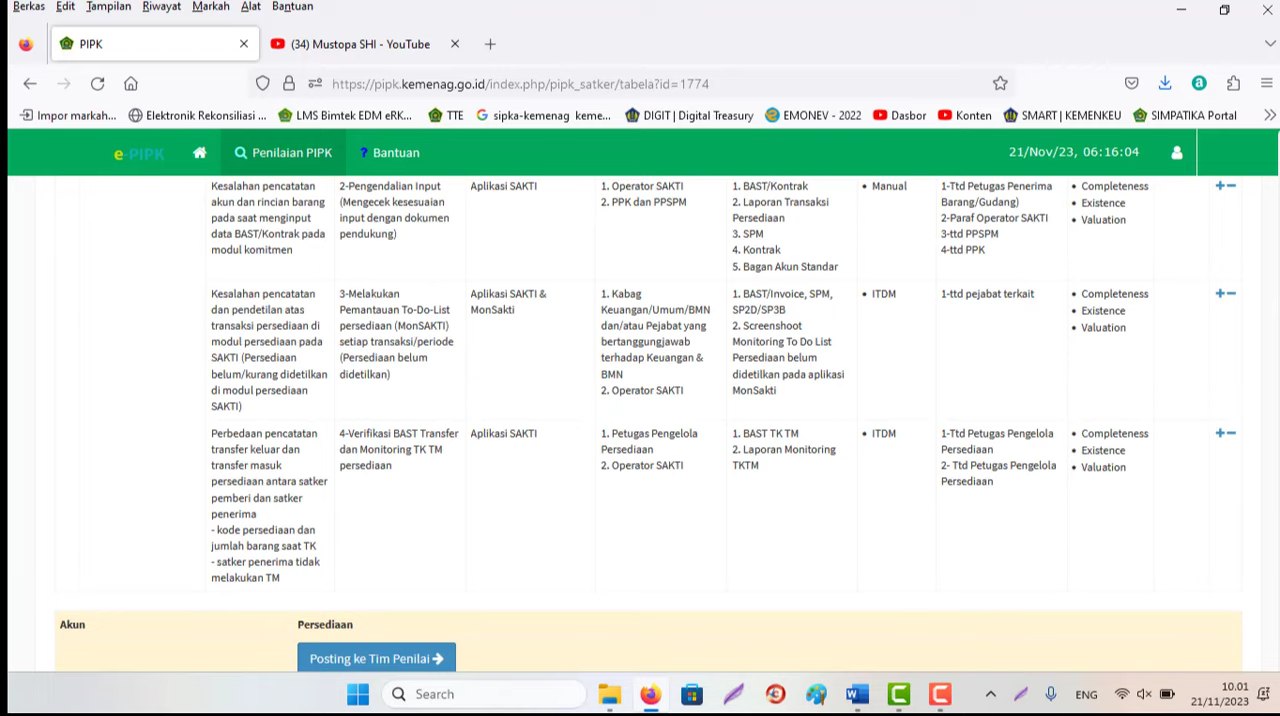 Berkas Edit Tampilan Riwayat Markah Alat Bantuan
PIPK
(34) Mustopa SHI - YouTube
https://pipk.kemenag.go.id/index.php/pipk_satker/tabela?id=1774
Impor markah...
Elektronik Rekonsiliasi ...
LMS Bimtek EDM eRK...
TTE
sipka-kemenag keme...
DIGIT | Digital Treasury
EMONEV - 2022
Dasbor
Konten
SMART | KEMENKEU
SIMPATIKA Portal
e-PIPK
Penilaian PIPK
? Bantuan
21/Nov/23, 06:16:04
Kesalahan pencatatan
akun dan rincian barang
pada saat menginput
data BAST/Kontrak pada
modul komitmen
2-Pengendalian Input
(Mengecek kesesuaian
input dengan dokumen
pendukung)
Aplikasi SAKTI
1. Operator SAKTI
2. PPK dan PPSPM
1. BAST/Kontrak
2. Laporan Transaksi
Persediaan
3. SPM
4. Kontrak
5. Bagan Akun Standar
• Manual
1-Ttd Petugas Penerima
Barang/Gudang)
2-Paraf Operator SAKTI
3-ttd PPSPM
4-ttd PPK
• Completeness
• Existence
• Valuation
Kesalahan pencatatan
dan pendetilan atas
transaksi persediaan di
modul persediaan pada
SAKTI (Persediaan
belum/kurang didetilkan
di modul persediaan
SAKTI)
3-Melakukan
Pemantauan To-Do-List
persediaan (MonSAKTI)
setiap transaksi/periode
(Persediaan belum
didetilkan)
Aplikasi SAKTI &
MonSakti
1. Kabag
Keuangan/Umum/BMN
dan/atau Pejabat yang
bertanggungjawab
terhadap Keuangan &
BMN
2. Operator SAKTI
1. BAST/Invoice, SPM,
SP2D/SP3B
2. Screenshoot
Monitoring To Do List
Persediaan belum
didetilkan pada aplikasi
MonSakti
• ITDM
1-ttd pejabat terkait
• Completeness
• Existence
• Valuation
Perbedaan pencatatan
transfer keluar dan
transfer masuk
persediaan antara satker
pemberi dan satker
penerima
- kode persediaan dan
jumlah barang saat TK
- satker penerima tidak
melakukan TM
4-Verifikasi BAST Transfer
dan Monitoring TK TM
persediaan
Aplikasi SAKTI
1. Petugas Pengelola
Persediaan
2. Operator SAKTI
1. BAST TK TM
2. Laporan Monitoring
TKTM
• ITDM
1-Ttd Petugas Pengelola
Persediaan
2- Ttd Petugas Pengelola
Persediaan
• Completeness
• Existence
• Valuation
Akun
Persediaan
Posting ke Tim Penilai
Search
ENG
10.01
21/11/2023